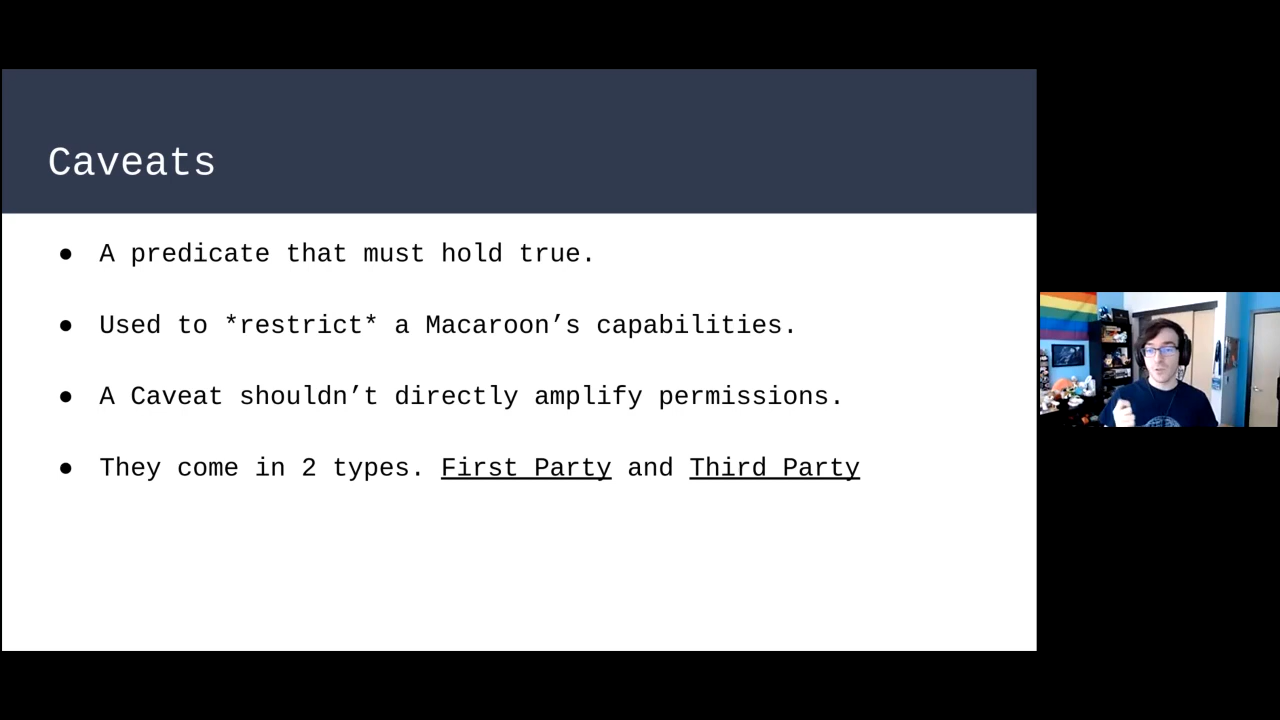 Caveats
● A predicate that must hold true.
● Used to *restrict* a Macaroon’s capabilities.
● A Caveat shouldn’t directly amplify permissions.
● They come in 2 types. First Party and Third Party